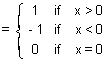 = { 1 if x > 0
- 1 if x < 0
0 if x = 0